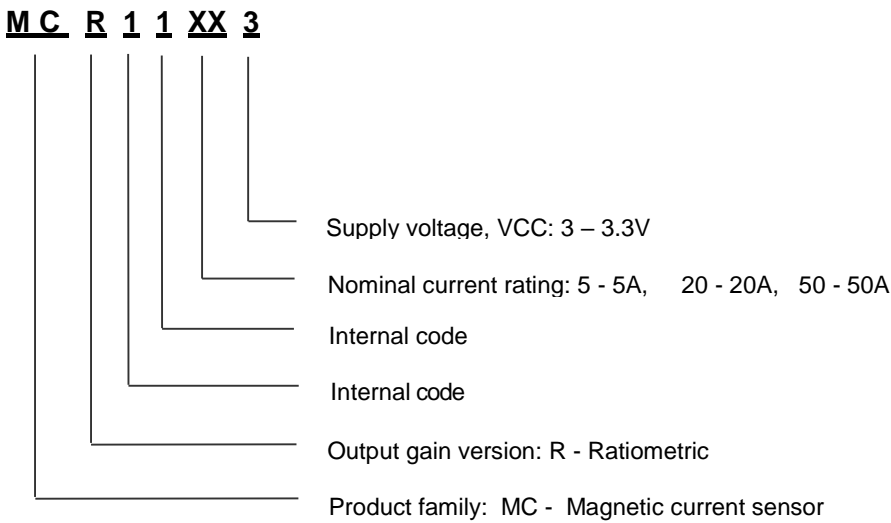 MC R 1 1 XX 3
Supply voltage, VCC: 3 – 3.3V
Nominal current rating: 5 - 5A, 20 - 20A, 50 - 50A
Internal code
Internal code
Output gain version: R - Ratiometric
Product family: MC - Magnetic current sensor